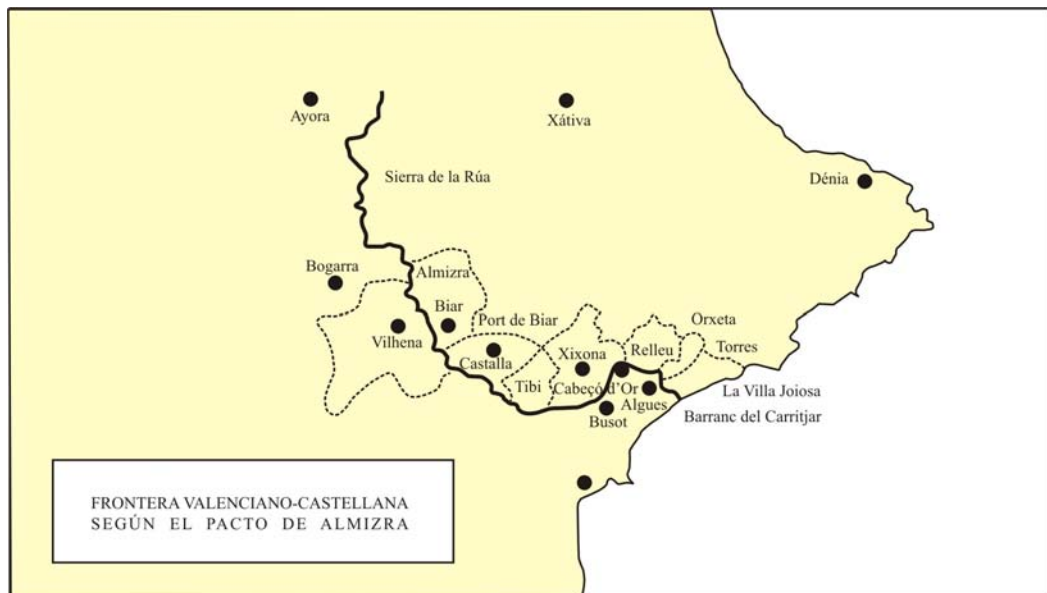 Ayora
Xátiva
Sierra de la Rúa
Dénia
Bogarra
Almizra
Biar
Port de Biar
Orxeta
Vilhena
Castalla
Xixona
Relleu
Torres
Tibi
Cabeçó d'Or
La Villa Joiosa
Algues
Busot
Barranc del Carritjar
FRONTERA VALENCIANO-CASTELLANA
SEGÚN EL PACTO DE ALMIZRA